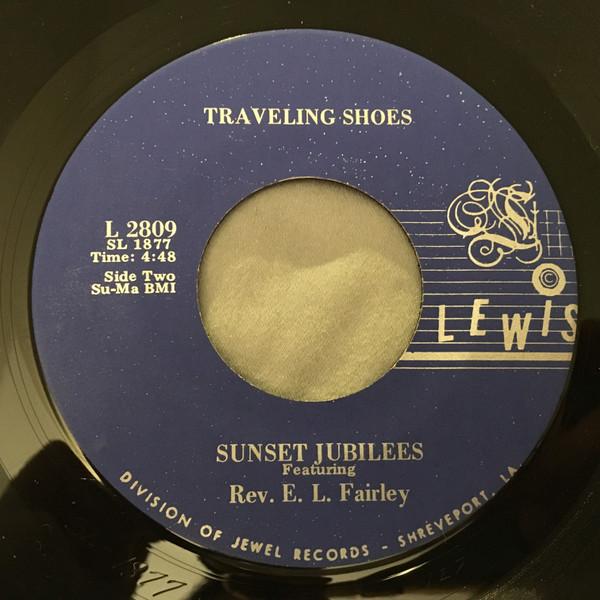 TRAVELING SHOES
L 2809
SL 1877
Time: 4:48
Side Two
Su-Ma BMI
©
LEWIS
SUNSET JUBILEES
Featuring
Rev. E. L. Fairley
DIVISION OF JEWEL RECORDS - SHREVEPORT, LA